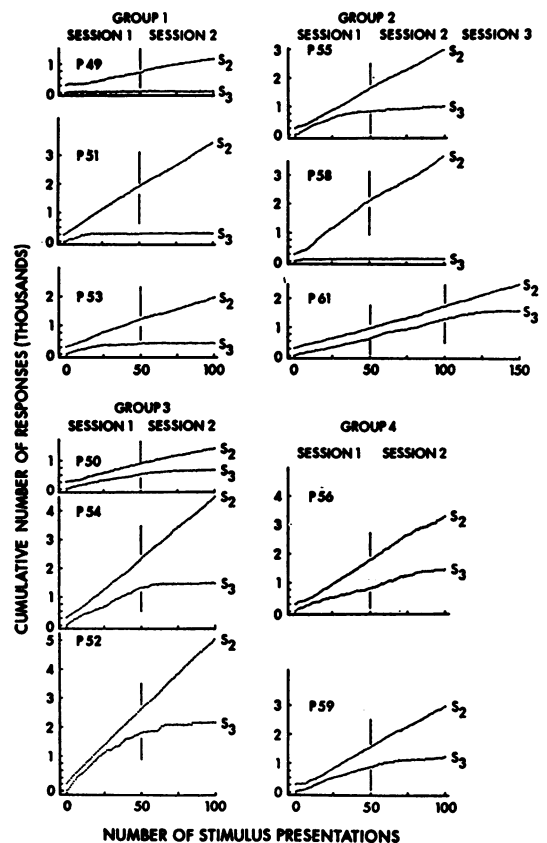 GROUP 1
SESSION 1 SESSION 2
P49
1
0
S2
S3
P51
3
2
1
0
S2
S3
P53
2
1
0
S2
S3
0 50 100
GROUP 2
SESSION 1 SESSION 2 SESSION 3
P55
3
2
1
0
S2
S3
P58
3
2
1
0
S2
S3
P61
2
1
0
S2
S3
0 50 100 150
GROUP 3
SESSION 1 SESSION 2
P50
1
0
S2
S3
P54
4
3
2
1
0
S2
S3
P52
5
4
3
2
1
0
S2
S3
0 50 100
GROUP 4
SESSION 1 SESSION 2
P56
4
3
2
1
0
S2
S3
P59
3
2
1
0
S2
S3
0 50 100
CUMULATIVE NUMBER OF RESPONSES (THOUSANDS)
NUMBER OF STIMULUS PRESENTATIONS